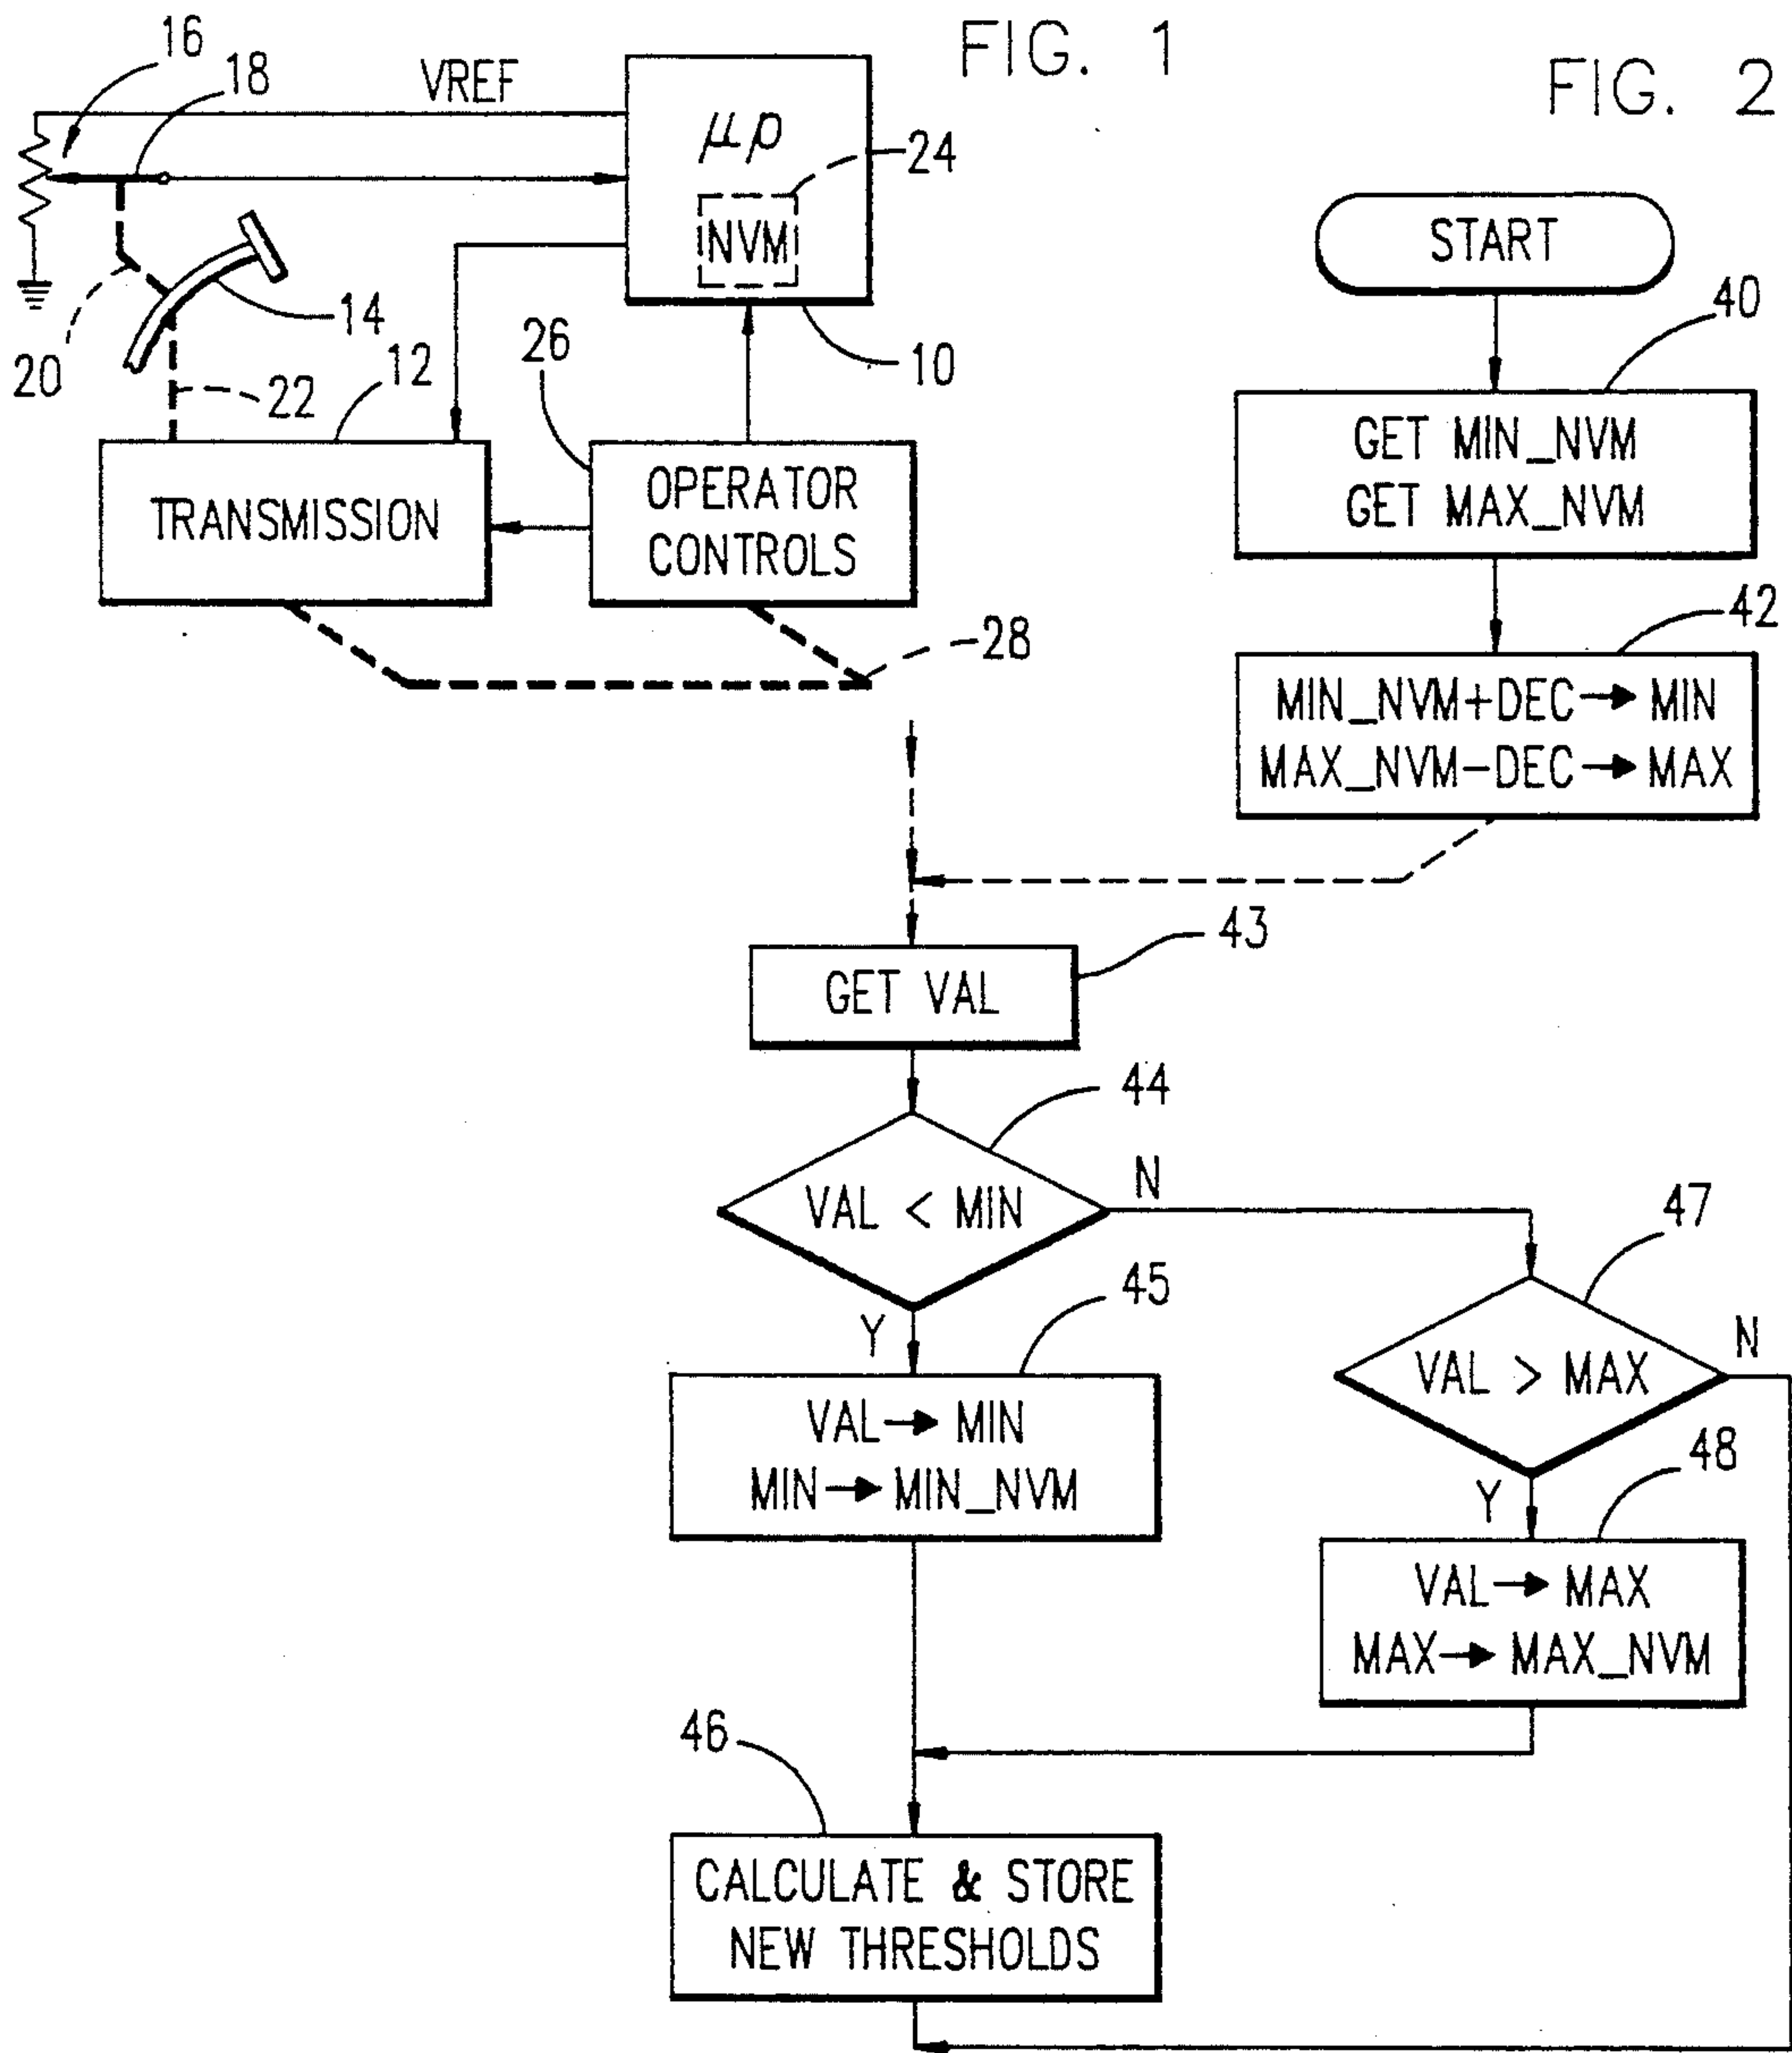 FIG. 1
16
18
VREF
μp
24
NVM
14
20
22
12
26
10
TRANSMISSION
OPERATOR
CONTROLS
28
FIG. 2
START
40
GET MIN_NVM
GET MAX_NVM
42
MIN_NVM+DEC→MIN
MAX_NVM-DEC→MAX
43
GET VAL
44
VAL < MIN
N
Y
45
VAL→MIN
MIN→MIN_NVM
47
VAL > MAX
N
Y
48
VAL→MAX
MAX→MAX_NVM
46
CALCULATE & STORE
NEW THRESHOLDS